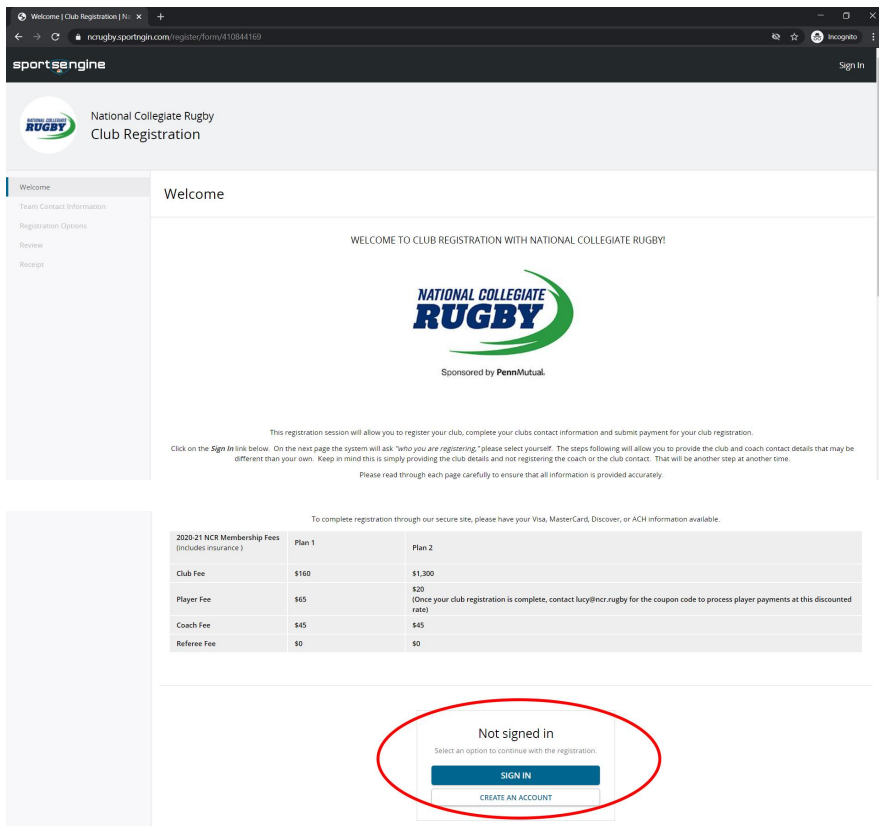 Welcome | Club Registration | Na
ncrugby.sportngin.com/register/form/410844169
Incognito
sportsengine
Sign In
NATIONAL COLLEGIATE
RUGBY
National Collegiate Rugby
Club Registration
Welcome
Team Contact Information
Registration Options
Review
Receipt
Welcome
WELCOME TO CLUB REGISTRATION WITH NATIONAL COLLEGIATE RUGBY!
NATIONAL COLLEGIATE
RUGBY
Sponsored by PennMutual.
This registration session will allow you to register your club, complete your clubs contact information and submit payment for your club registration.
Click on the Sign In link below. On the next page the system will ask "who you are registering," please select yourself. The steps following will allow you to provide the club and coach contact details that may be
different than your own. Keep in mind this is simply providing the club details and not registering the coach or the club contact. That will be another step at another time.
Please read through each page carefully to ensure that all information is provided accurately.
To complete registration through our secure site, please have your Visa, MasterCard, Discover, or ACH information available.
2020-21 NCR Membership Fees
(includes insurance ) Plan 1 Plan 2
Club Fee $160 $1,300
Player Fee $65 $20
(Once your club registration is complete, contact lucy@ncr.rugby for the coupon code to process player payments at this discounted
rate)
Coach Fee $45 $45
Referee Fee $0 $0
Not signed in
Select an option to continue with the registration.
SIGN IN
CREATE AN ACCOUNT